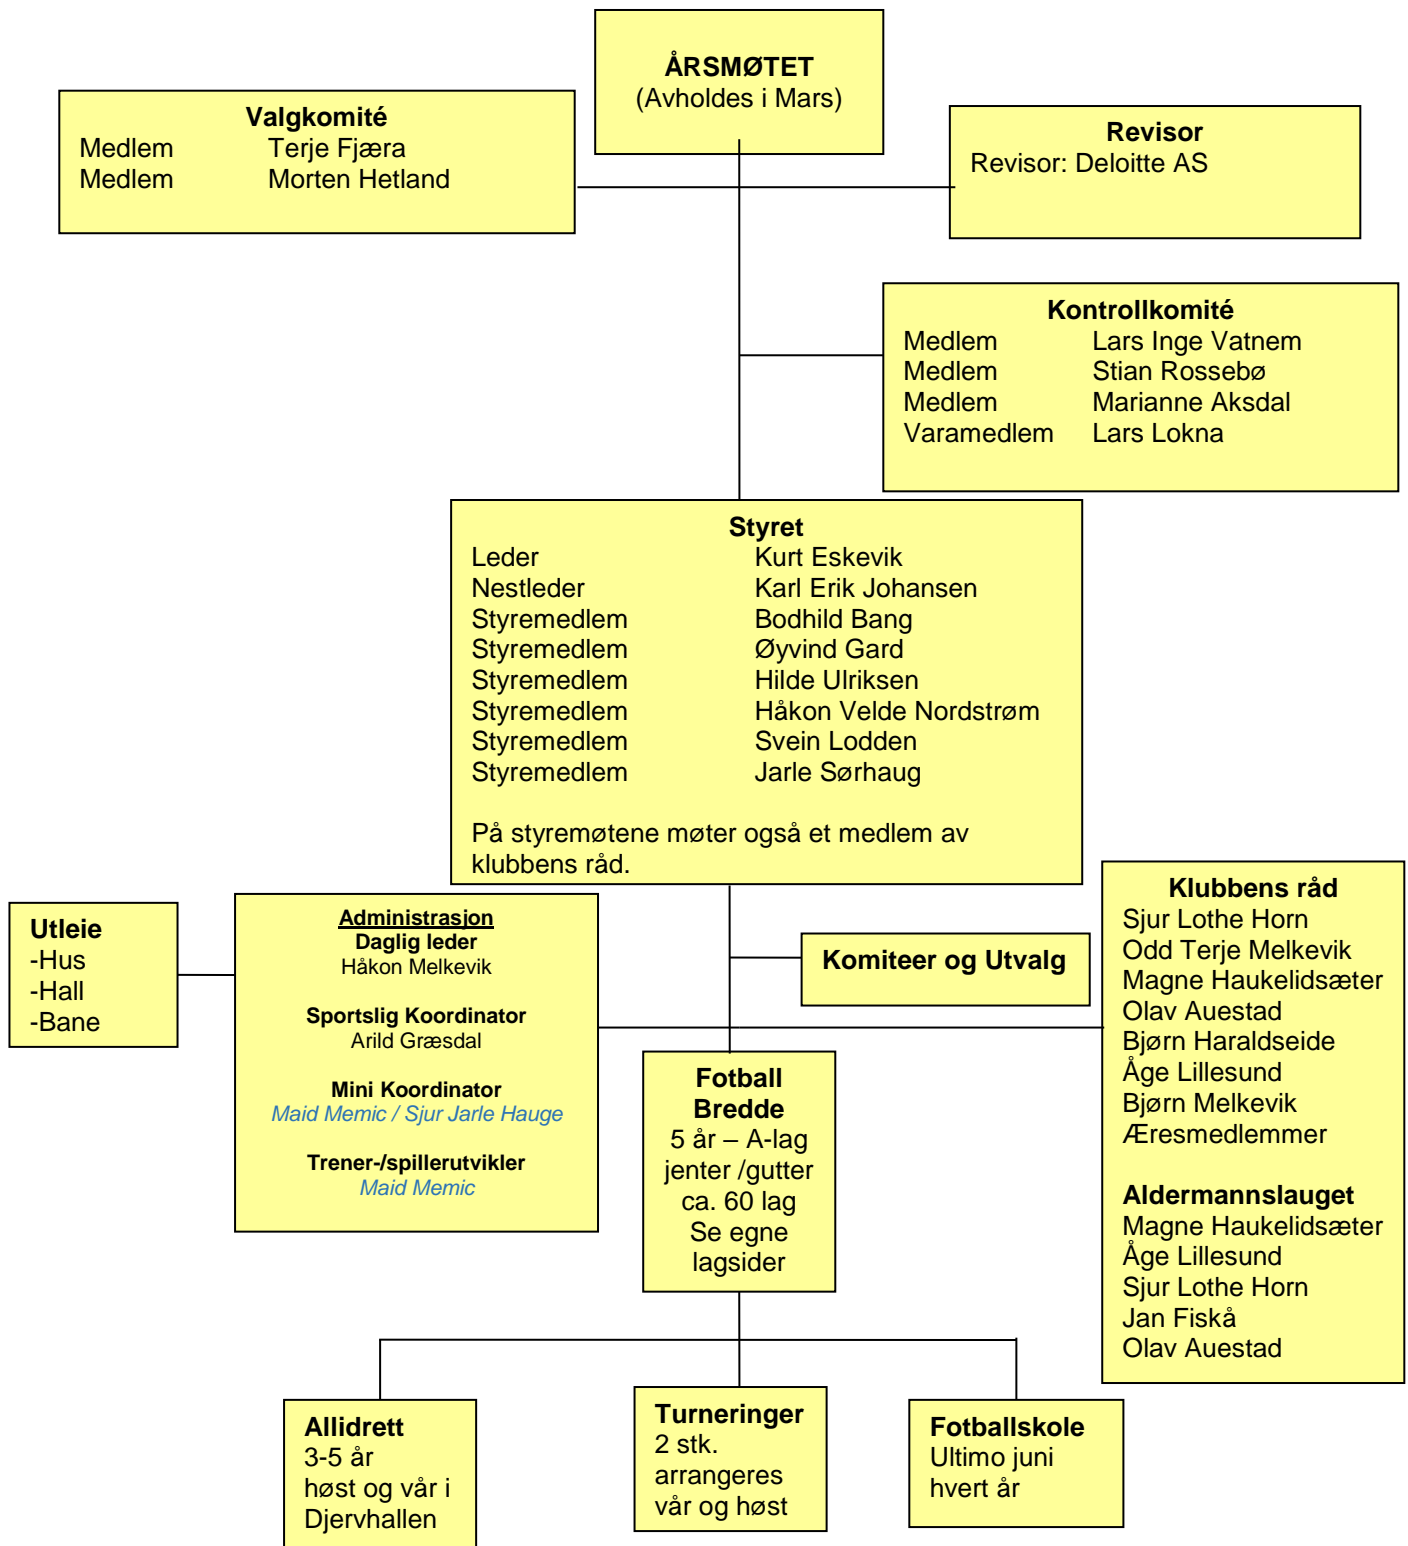 ÅRSMØTET
(Avholdes i Mars)
Valgkomité
Medlem Terje Fjæra
Medlem Morten Hetland
Revisor
Revisor: Deloitte AS
Kontrollkomité
Medlem Lars Inge Vatnem
Medlem Stian Rossebø
Medlem Marianne Aksdal
Varamedlem Lars Lokna
Styret
Leder Kurt Eskevik
Nestleder Karl Erik Johansen
Styremedlem Bodhild Bang
Styremedlem Øyvind Gard
Styremedlem Hilde Ulriksen
Styremedlem Håkon Velde Nordstrøm
Styremedlem Svein Lodden
Styremedlem Jarle Sørhaug
På styremøtene møter også et medlem av
klubbens råd.
Utleie
-Hus
-Hall
-Bane
Administrasjon
Daglig leder
Håkon Melkevik
Sportslig Koordinator
Arild Græsdal
Mini Koordinator
Maid Memic / Sjur Jarle Hauge
Trener-/spillerutvikler
Maid Memic
Komiteer og Utvalg
Klubbens råd
Sjur Lothe Horn
Odd Terje Melkevik
Magne Haukelidsæter
Olav Auestad
Bjørn Haraldseide
Åge Lillesund
Bjørn Melkevik
Æresmedlemmer
Aldermannslauget
Magne Haukelidsæter
Åge Lillesund
Sjur Lothe Horn
Jan Fiskå
Olav Auestad
Fotball
Bredde
5 år – A-lag
jenter /gutter
ca. 60 lag
Se egne
lagsider
Allidrett
3-5 år
høst og vår i
Djervhallen
Turneringer
2 stk.
arrangeres
vår og høst
Fotballskole
Ultimo juni
hvert år